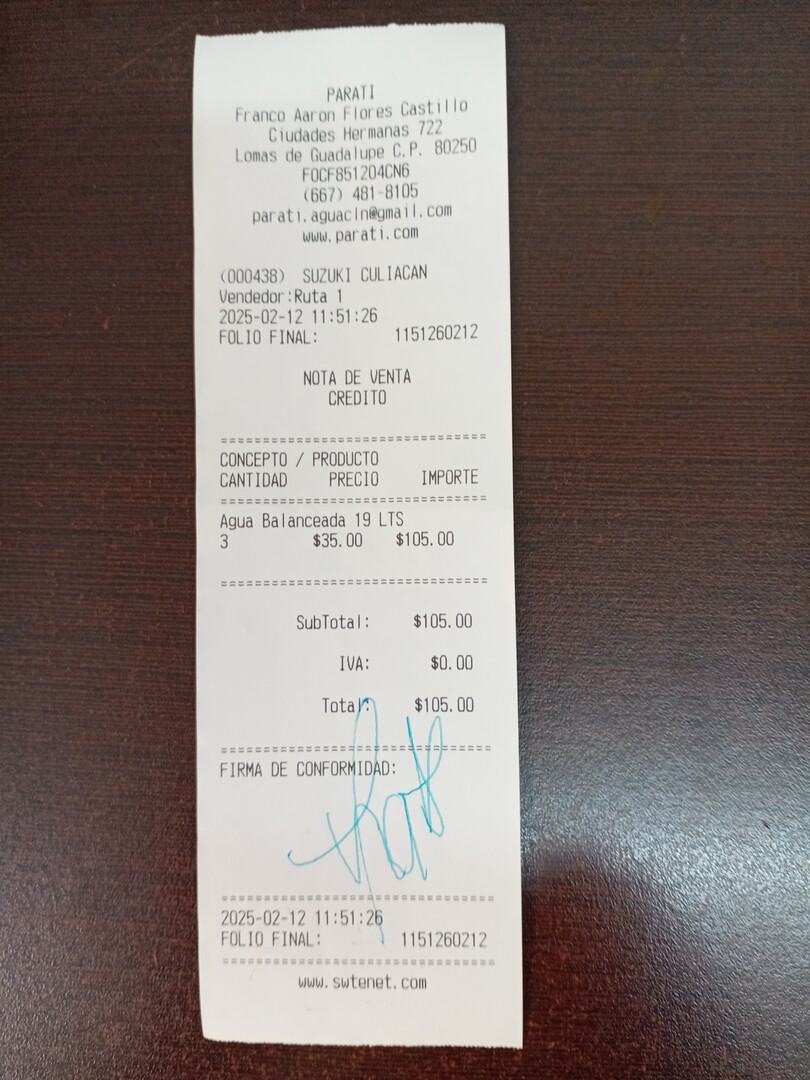 PARATI
Franco Aaron Flores Castillo
Ciudades Hermanas 722
Lomas de Guadalupe C.P. 80250
FOCF851204CN6
(667) 481-8105
parati.aguacln@gmail.com
www.parati.com
(000438) SUZUKI CULIACAN
Vendedor:Ruta 1
2025-02-12 11:51:26
FOLIO FINAL: 1151260212
NOTA DE VENTA
CREDITO
================================
CONCEPTO / PRODUCTO
CANTIDAD PRECIO IMPORTE
================================
Agua Balanceada 19 LTS
3 $35.00 $105.00
================================
SubTotal: $105.00
IVA: $0.00
Total: $105.00
================================
FIRMA DE CONFORMIDAD:
================================
2025-02-12 11:51:26
FOLIO FINAL: 1151260212
================================
www.swtenet.com